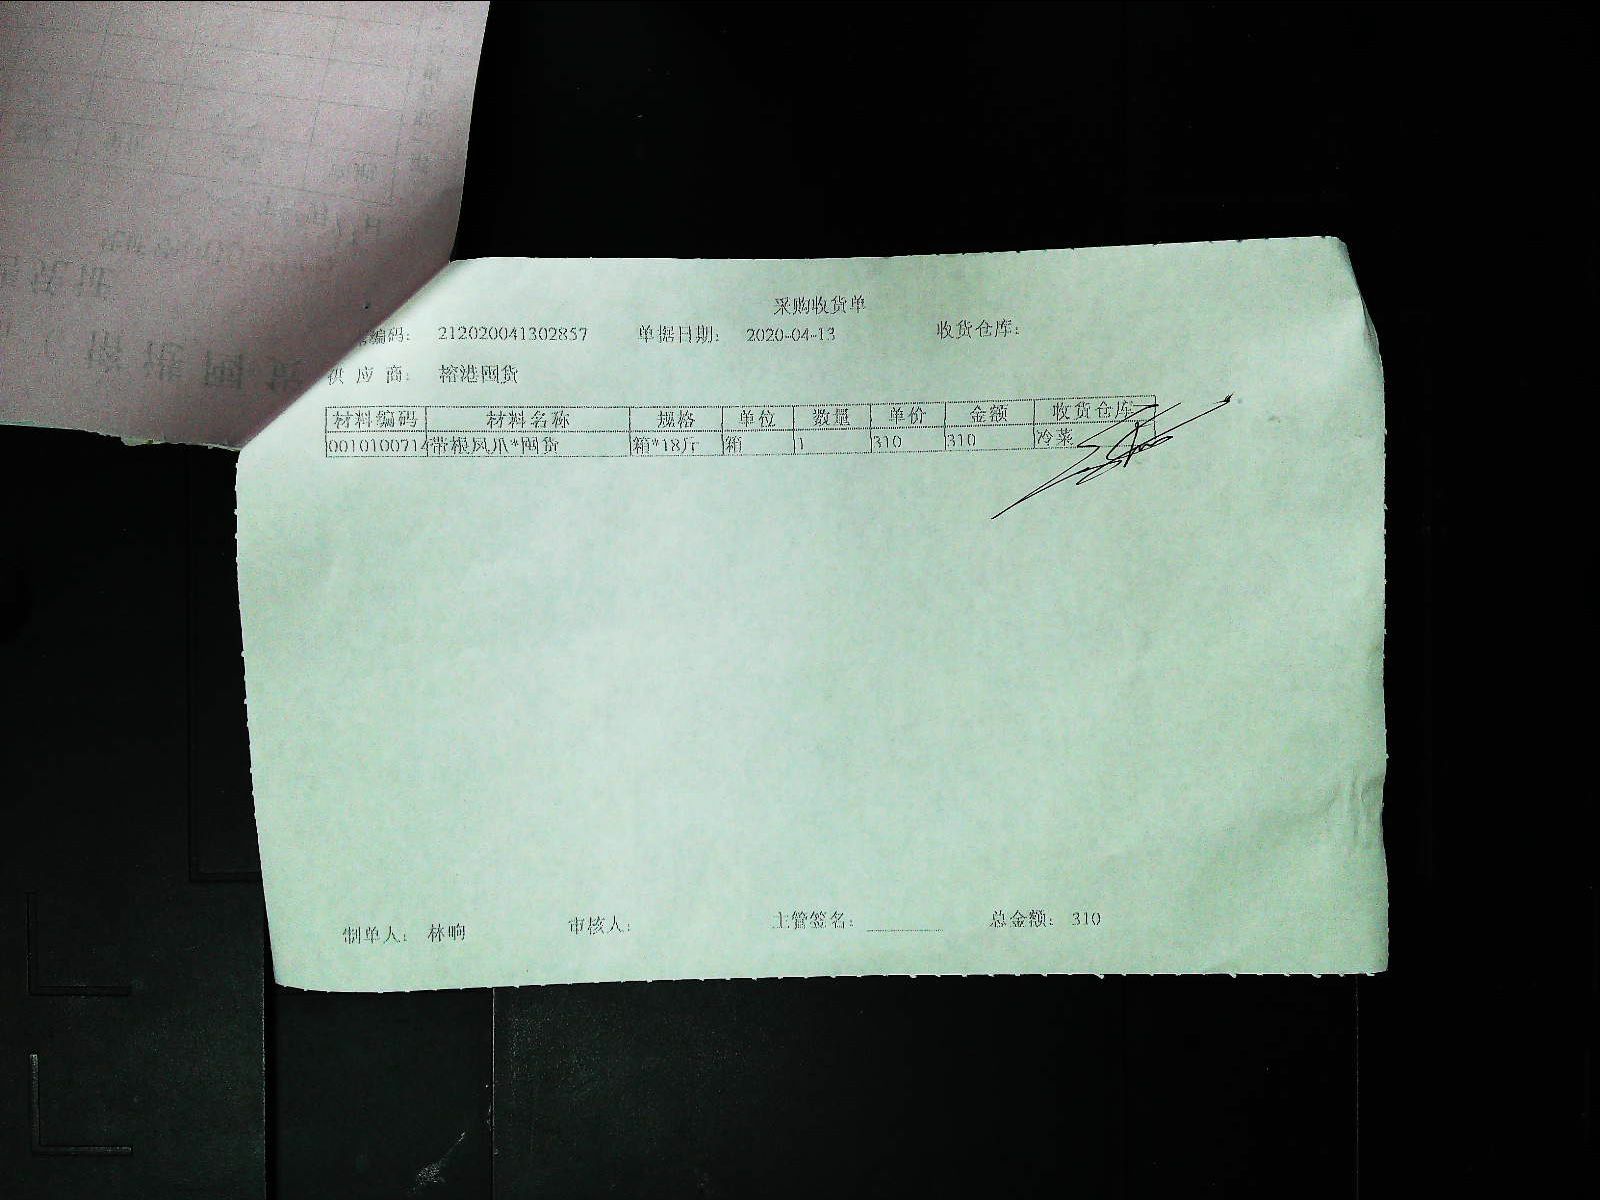 采购收货单
编码： 212020041302857 单据日期： 2020-04-13 收货仓库：
供应商： 榕港囤货
材料编码 材料名称 规格 单位 数量 单价 金额 收货仓库
0010100714 带根凤爪*囤货 箱*18斤 箱 1 310 310 冷菜
制单人： 林晌 审核人： 主管签名： 总金额： 310